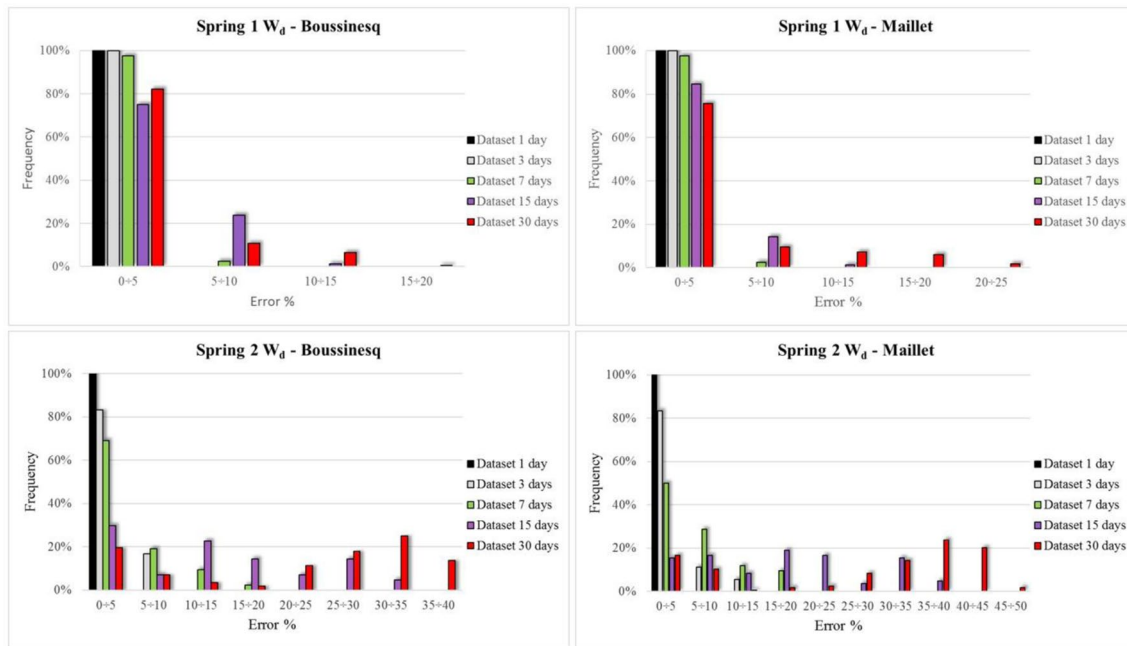 Spring 1 Wd - Boussinesq
100%
80%
60%
40%
20%
0%
Frequency
0÷5 5÷10 10÷15 15÷20
Error %
Dataset 1 day
Dataset 3 days
Dataset 7 days
Dataset 15 days
Dataset 30 days
Spring 1 Wd - Maillet
100%
80%
60%
40%
20%
0%
Frequency
0÷5 5÷10 10÷15 15÷20 20÷25
Error %
Dataset 1 day
Dataset 3 days
Dataset 7 days
Dataset 15 days
Dataset 30 days
Spring 2 Wd - Boussinesq
100%
80%
60%
40%
20%
0%
Frequency
0÷5 5÷10 10÷15 15÷20 20÷25 25÷30 30÷35 35÷40
Error %
Dataset 1 day
Dataset 3 days
Dataset 7 days
Dataset 15 days
Dataset 30 days
Spring 2 Wd - Maillet
100%
80%
60%
40%
20%
0%
Frequency
0÷5 5÷10 10÷15 15÷20 20÷25 25÷30 30÷35 35÷40 40÷45 45÷50
Error %
Dataset 1 day
Dataset 3 days
Dataset 7 days
Dataset 15 days
Dataset 30 days